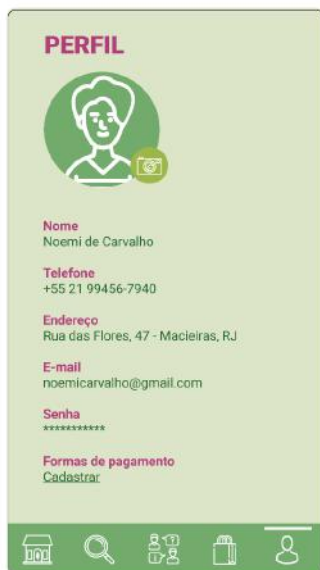 PERFIL
Nome
Noemi de Carvalho
Telefone
+55 21 99456-7940
Endereço
Rua das Flores, 47 - Macieiras, RJ
E-mail
noemicarvalho@gmail.com
Senha
***********
Formas de pagamento
Cadastrar